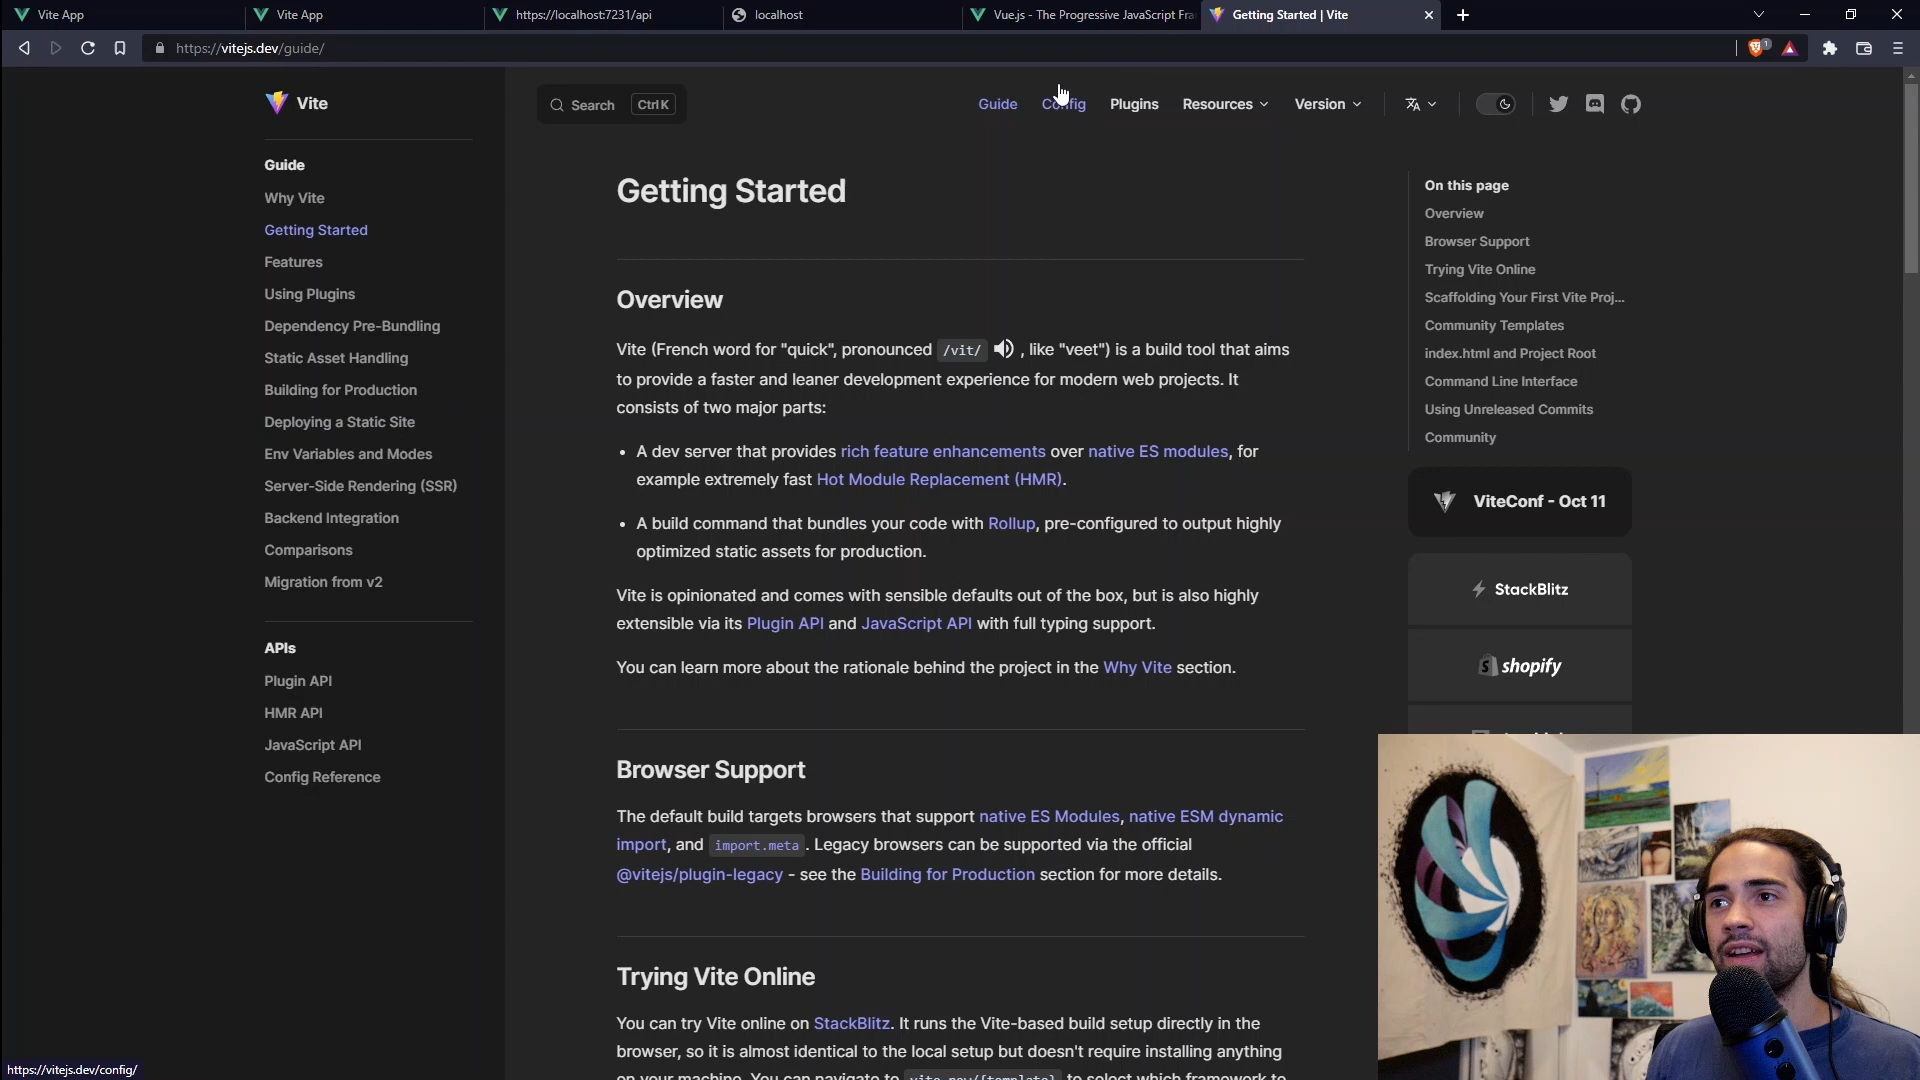 Vite App
Vite App
https://localhost:7231/api
localhost
Vue.js - The Progressive JavaScript Fra
Getting Started | Vite
https://vitejs.dev/guide/
1
Vite
Search Ctrl K
Guide
Config
Plugins
Resources
Version
Guide
Why Vite
Getting Started
Features
Using Plugins
Dependency Pre-Bundling
Static Asset Handling
Building for Production
Deploying a Static Site
Env Variables and Modes
Server-Side Rendering (SSR)
Backend Integration
Comparisons
Migration from v2
APIs
Plugin API
HMR API
JavaScript API
Config Reference
Getting Started
Overview
Vite (French word for "quick", pronounced /vit/ , like "veet") is a build tool that aims
to provide a faster and leaner development experience for modern web projects. It
consists of two major parts:
• A dev server that provides rich feature enhancements over native ES modules, for
example extremely fast Hot Module Replacement (HMR).
• A build command that bundles your code with Rollup, pre-configured to output highly
optimized static assets for production.
Vite is opinionated and comes with sensible defaults out of the box, but is also highly
extensible via its Plugin API and JavaScript API with full typing support.
You can learn more about the rationale behind the project in the Why Vite section.
Browser Support
The default build targets browsers that support native ES Modules, native ESM dynamic
import, and import.meta . Legacy browsers can be supported via the official
@vitejs/plugin-legacy - see the Building for Production section for more details.
Trying Vite Online
You can try Vite online on StackBlitz. It runs the Vite-based build setup directly in the
browser, so it is almost identical to the local setup but doesn't require installing anything
on your machine. You can navigate to vite.new/{template} to select which framework to
On this page
Overview
Browser Support
Trying Vite Online
Scaffolding Your First Vite Proj...
Community Templates
index.html and Project Root
Command Line Interface
Using Unreleased Commits
Community
ViteConf - Oct 11
StackBlitz
shopify
https://vitejs.dev/config/